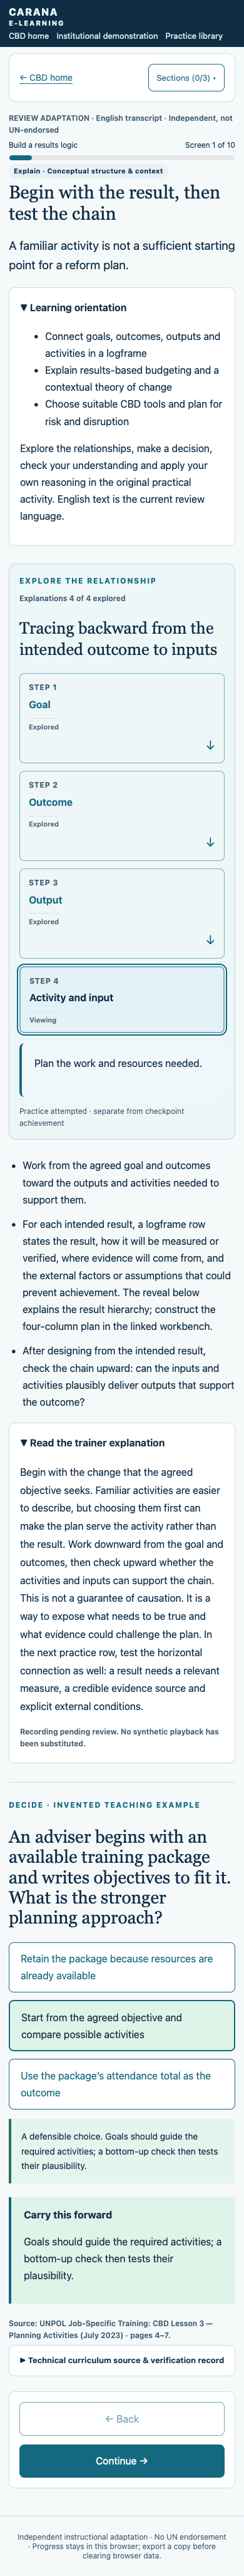 CARANA
E-LEARNING
CBD home Institutional demonstration Practice library
← CBD home
Sections (0/3) ▾
REVIEW ADAPTATION · English transcript · Independent, not
UN-endorsed
Build a results logic
Screen 1 of 10
Explain · Conceptual structure & context
Begin with the result, then
test the chain
A familiar activity is not a sufficient starting
point for a reform plan.
▼ Learning orientation
• Connect goals, outcomes, outputs and
activities in a logframe
• Explain results-based budgeting and a
contextual theory of change
• Choose suitable CBD tools and plan for
risk and disruption
Explore the relationships, make a decision,
check your understanding and apply your
own reasoning in the original practical
activity. English text is the current review
language.
EXPLORE THE RELATIONSHIP
Explanations 4 of 4 explored
Tracing backward from the
intended outcome to inputs
STEP 1
Goal
Explored
↓
STEP 2
Outcome
Explored
↓
STEP 3
Output
Explored
↓
STEP 4
Activity and input
Viewing
Plan the work and resources needed.
Practice attempted · separate from checkpoint
achievement
• Work from the agreed goal and outcomes
toward the outputs and activities needed to
support them.
• For each intended result, a logframe row
states the result, how it will be measured or
verified, where evidence will come from, and
the external factors or assumptions that could
prevent achievement. The reveal below
explains the result hierarchy; construct the
four-column plan in the linked workbench.
• After designing from the intended result,
check the chain upward: can the inputs and
activities plausibly deliver outputs that support
the outcome?
▼ Read the trainer explanation
Begin with the change that the agreed
objective seeks. Familiar activities are easier
to describe, but choosing them first can
make the plan serve the activity rather than
the result. Work downward from the goal and
outcomes, then check upward whether the
activities and inputs can support the chain.
This is not a guarantee of causation. It is a
way to expose what needs to be true and
what evidence could challenge the plan. In
the next practice row, test the horizontal
connection as well: a result needs a relevant
measure, a credible evidence source and
explicit external conditions.
Recording pending review. No synthetic playback has
been substituted.
DECIDE · INVENTED TEACHING EXAMPLE
An adviser begins with an
available training package
and writes objectives to fit it.
What is the stronger
planning approach?
Retain the package because resources are
already available
Start from the agreed objective and
compare possible activities
Use the package's attendance total as the
outcome
A defensible choice. Goals should guide the
required activities; a bottom-up check then tests
their plausibility.
Carry this forward
Goals should guide the required activities; a
bottom-up check then tests their
plausibility.
Source: UNPOL Job-Specific Training: CBD Lesson 3 —
Planning Activities (July 2023) · pages 4–7.
▶ Technical curriculum source & verification record
← Back
Continue →
Independent instructional adaptation · No UN endorsement
· Progress stays in this browser; export a copy before
clearing browser data.